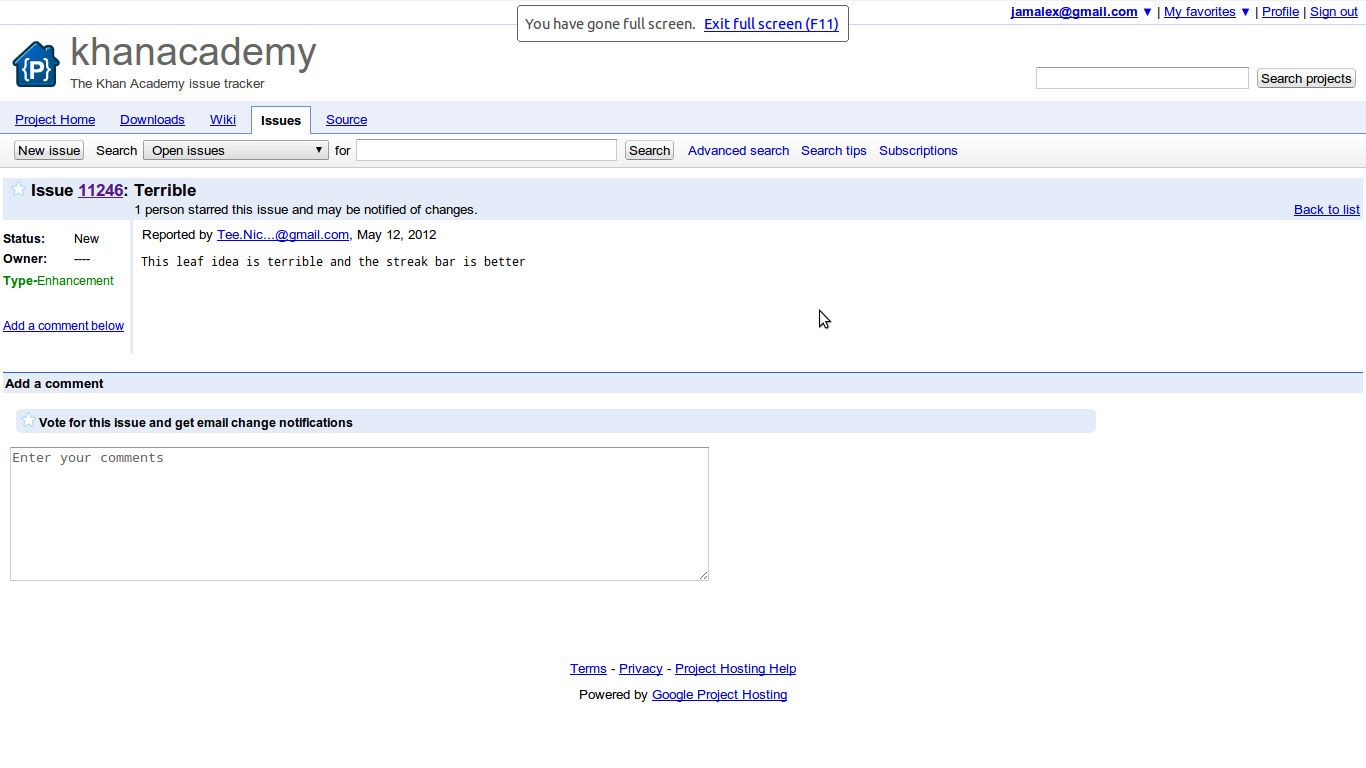 jamalex@gmail.com ▼ | My favorites ▼ | Profile | Sign out
You have gone full screen. Exit full screen (F11)
{P}
khanacademy
The Khan Academy issue tracker
Search projects
Project Home Downloads Wiki Issues Source
New issue Search Open issues ▼ for Search Advanced search Search tips Subscriptions
Issue 11246: Terrible
1 person starred this issue and may be notified of changes. Back to list
Status: New
Owner: ----
Type-Enhancement
Add a comment below
Reported by Tee.Nic...@gmail.com, May 12, 2012
This leaf idea is terrible and the streak bar is better
Add a comment
Vote for this issue and get email change notifications
Enter your comments
Terms - Privacy - Project Hosting Help
Powered by Google Project Hosting